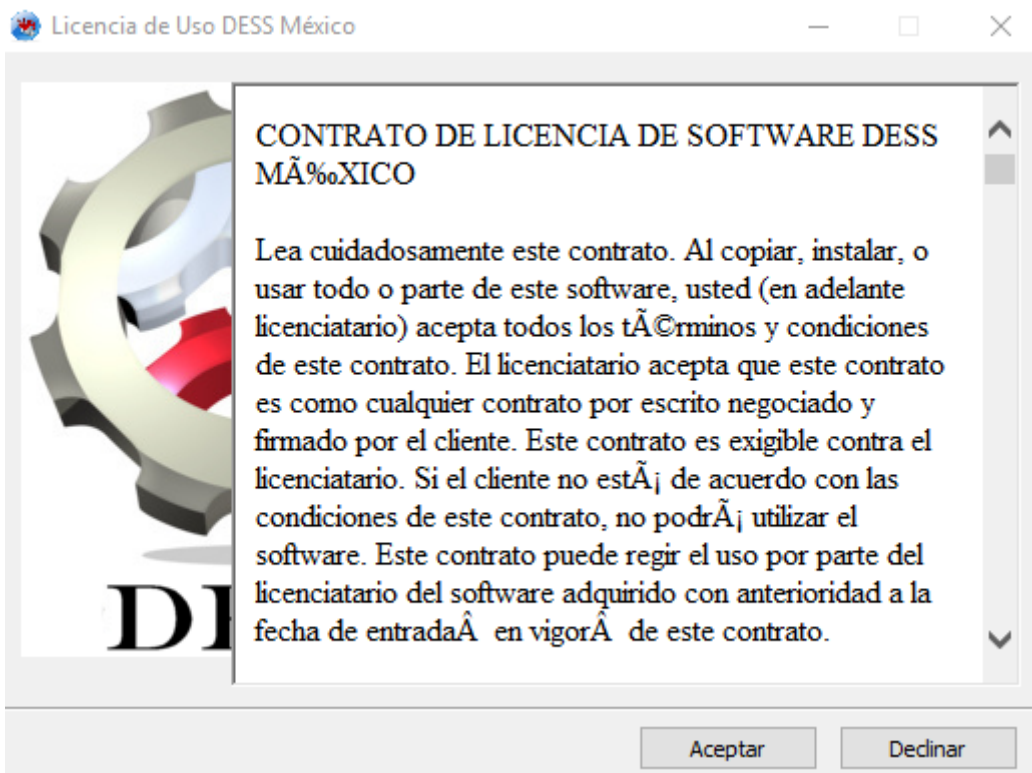 Licencia de Uso DESS México
CONTRATO DE LICENCIA DE SOFTWARE DESS
MÃ‰XICO
Lea cuidadosamente este contrato. Al copiar, instalar, o
usar todo o parte de este software, usted (en adelante
licenciatario) acepta todos los tÃ©rminos y condiciones
de este contrato. El licenciatario acepta que este contrato
es como cualquier contrato por escrito negociado y
firmado por el cliente. Este contrato es exigible contra el
licenciatario. Si el cliente no estÃ¡ de acuerdo con las
condiciones de este contrato, no podrÃ¡ utilizar el
software. Este contrato puede regir el uso por parte del
licenciatario del software adquirido con anterioridad a la
fecha de entradaÂ  en vigorÂ  de este contrato.
Aceptar
Declinar